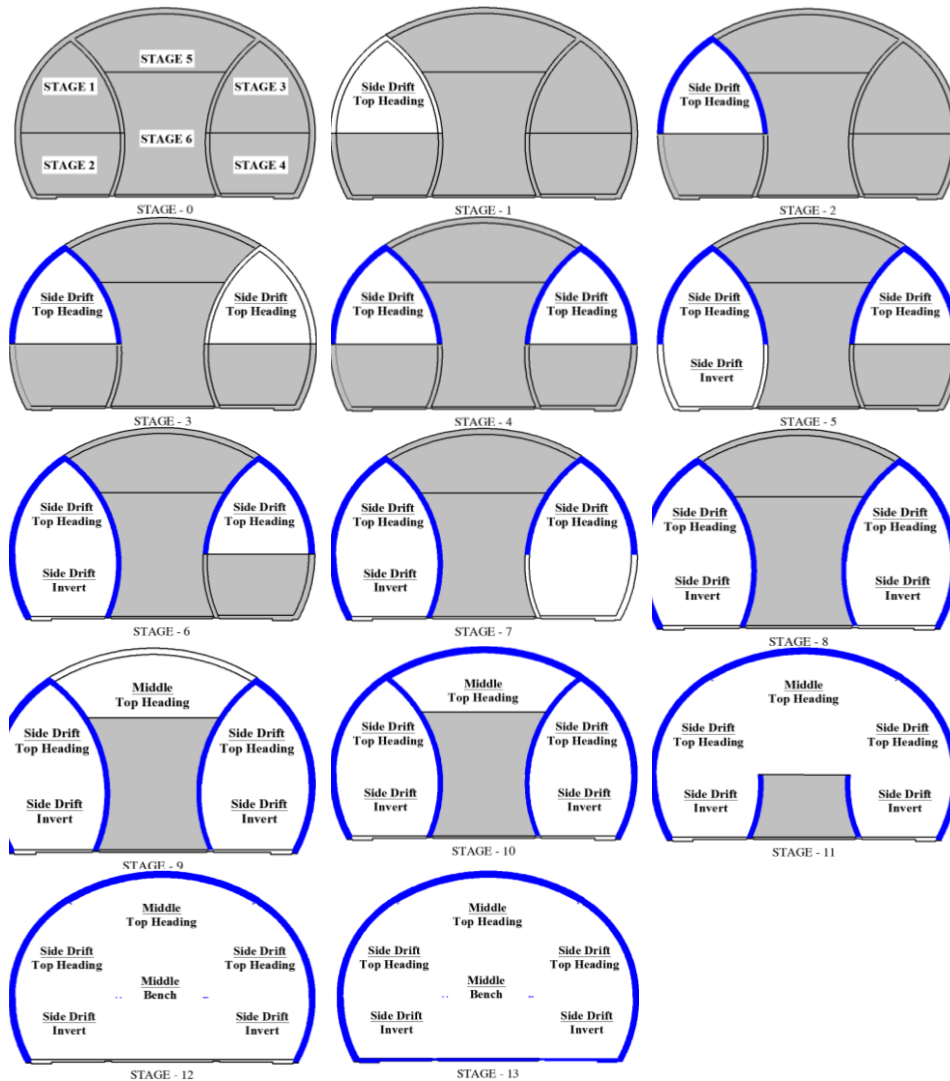 STAGE 5
STAGE 1
STAGE 3
STAGE 6
STAGE 2
STAGE 4
STAGE - 0
Side Drift
Top Heading
STAGE - 1
Side Drift
Top Heading
STAGE - 2
Side Drift
Top Heading
Side Drift
Top Heading
STAGE - 3
Side Drift
Top Heading
Side Drift
Top Heading
STAGE - 4
Side Drift
Top Heading
Side Drift
Top Heading
Side Drift
Invert
STAGE - 5
Side Drift
Top Heading
Side Drift
Top Heading
Side Drift
Invert
STAGE - 6
Side Drift
Top Heading
Side Drift
Top Heading
Side Drift
Invert
STAGE - 7
Side Drift
Top Heading
Side Drift
Top Heading
Side Drift
Invert
Side Drift
Invert
STAGE - 8
Middle
Top Heading
Side Drift
Top Heading
Side Drift
Top Heading
Side Drift
Invert
Side Drift
Invert
STAGE - 9
Middle
Top Heading
Side Drift
Top Heading
Side Drift
Top Heading
Side Drift
Invert
Side Drift
Invert
STAGE - 10
Middle
Top Heading
Side Drift
Top Heading
Side Drift
Top Heading
Side Drift
Invert
Side Drift
Invert
STAGE - 11
Middle
Top Heading
Side Drift
Top Heading
Side Drift
Top Heading
Middle
Bench
Side Drift
Invert
Side Drift
Invert
STAGE - 12
Middle
Top Heading
Side Drift
Top Heading
Side Drift
Top Heading
Middle
Bench
Side Drift
Invert
Side Drift
Invert
STAGE - 13